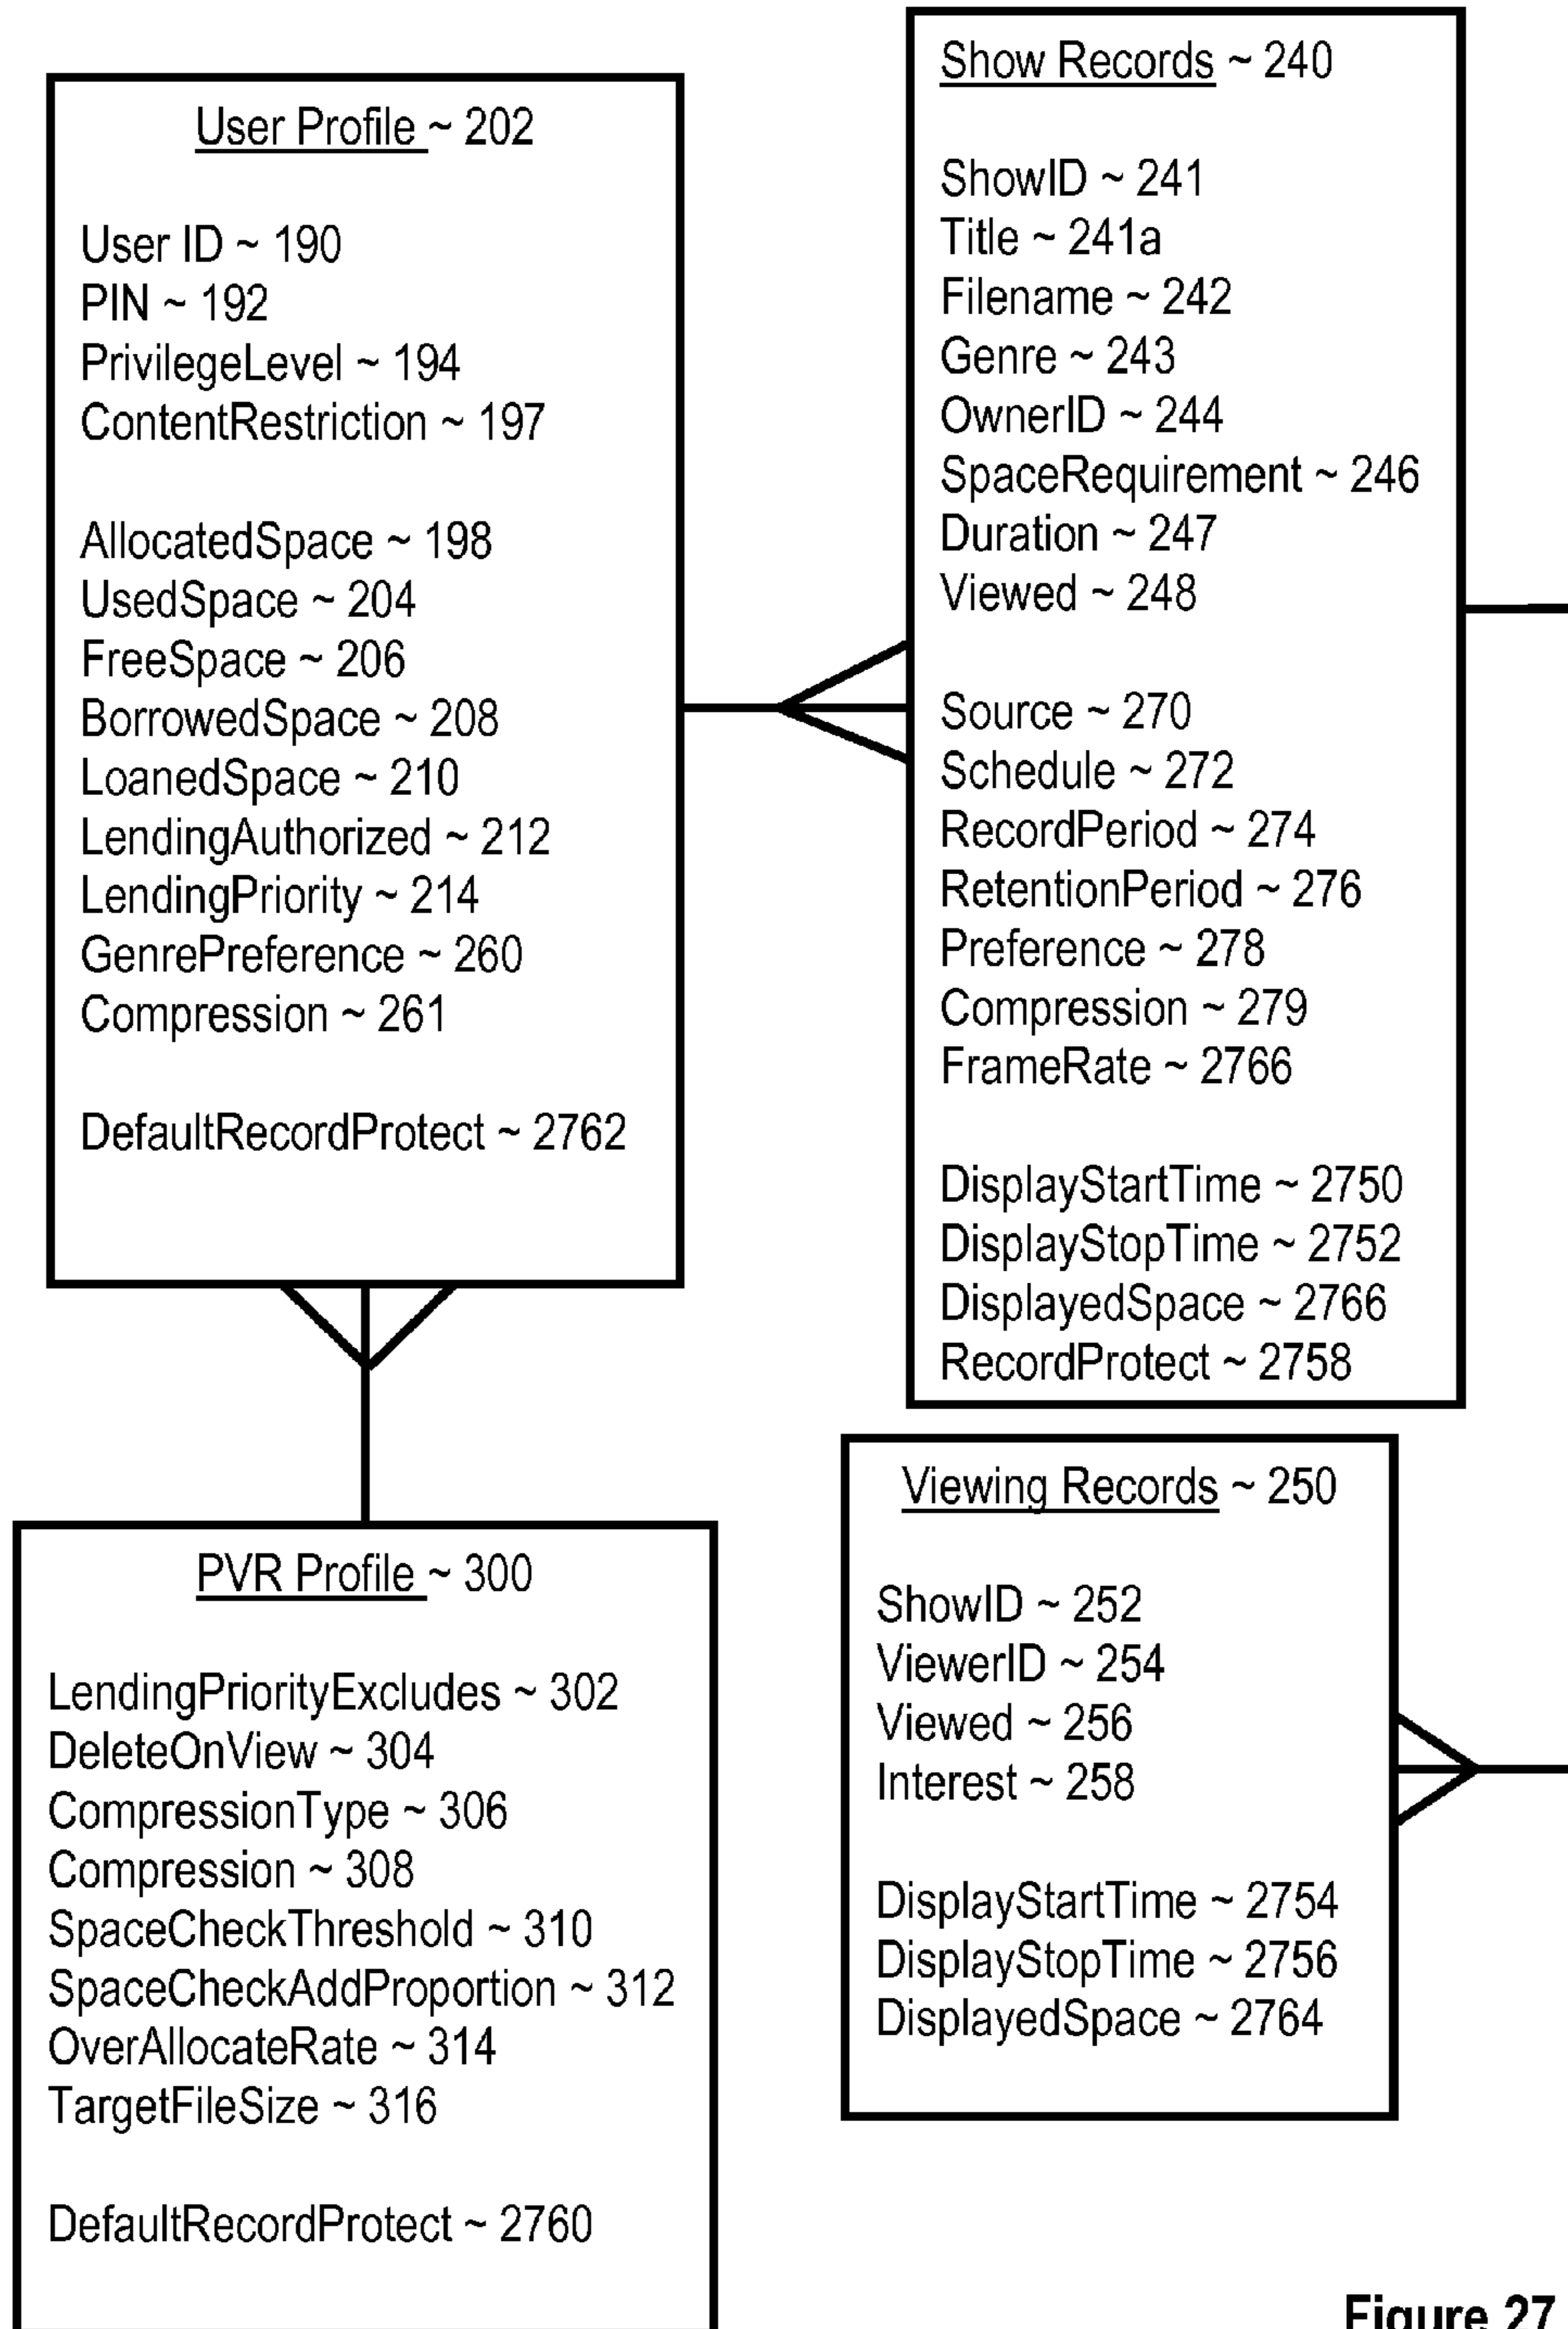 User Profile ~ 202
User ID ~ 190
PIN ~ 192
PrivilegeLevel ~ 194
ContentRestriction ~ 197
AllocatedSpace ~ 198
UsedSpace ~ 204
FreeSpace ~ 206
BorrowedSpace ~ 208
LoanedSpace ~ 210
LendingAuthorized ~ 212
LendingPriority ~ 214
GenrePreference ~ 260
Compression ~ 261
DefaultRecordProtect ~ 2762
Show Records ~ 240
ShowID ~ 241
Title ~ 241a
Filename ~ 242
Genre ~ 243
OwnerID ~ 244
SpaceRequirement ~ 246
Duration ~ 247
Viewed ~ 248
Source ~ 270
Schedule ~ 272
RecordPeriod ~ 274
RetentionPeriod ~ 276
Preference ~ 278
Compression ~ 279
FrameRate ~ 2766
DisplayStartTime ~ 2750
DisplayStopTime ~ 2752
DisplayedSpace ~ 2766
RecordProtect ~ 2758
PVR Profile ~ 300
LendingPriorityExcludes ~ 302
DeleteOnView ~ 304
CompressionType ~ 306
Compression ~ 308
SpaceCheckThreshold ~ 310
SpaceCheckAddProportion ~ 312
OverAllocateRate ~ 314
TargetFileSize ~ 316
DefaultRecordProtect ~ 2760
Viewing Records ~ 250
ShowID ~ 252
ViewerID ~ 254
Viewed ~ 256
Interest ~ 258
DisplayStartTime ~ 2754
DisplayStopTime ~ 2756
DisplayedSpace ~ 2764
Figure 27